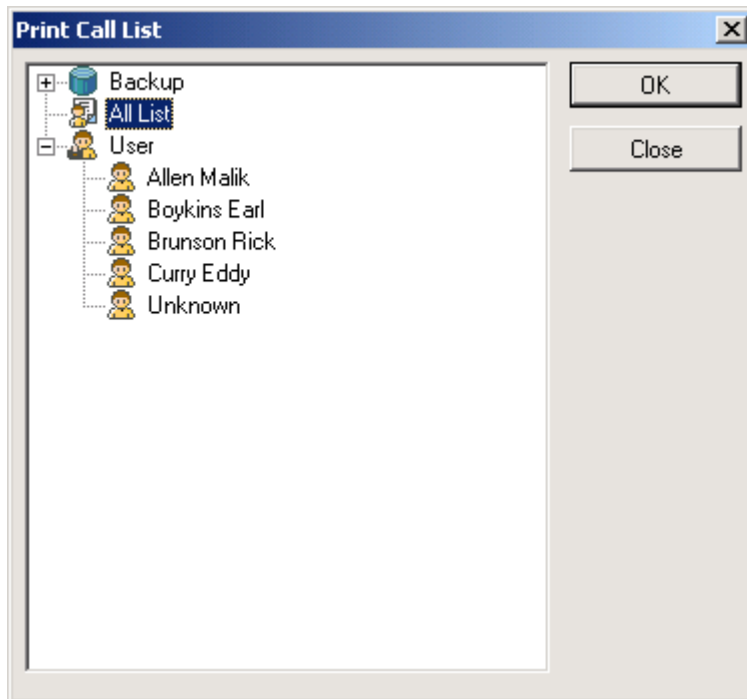 Print Call List
Backup
All List
User
Allen Malik
Boykins Earl
Brunson Rick
Curry Eddy
Unknown
OK
Close